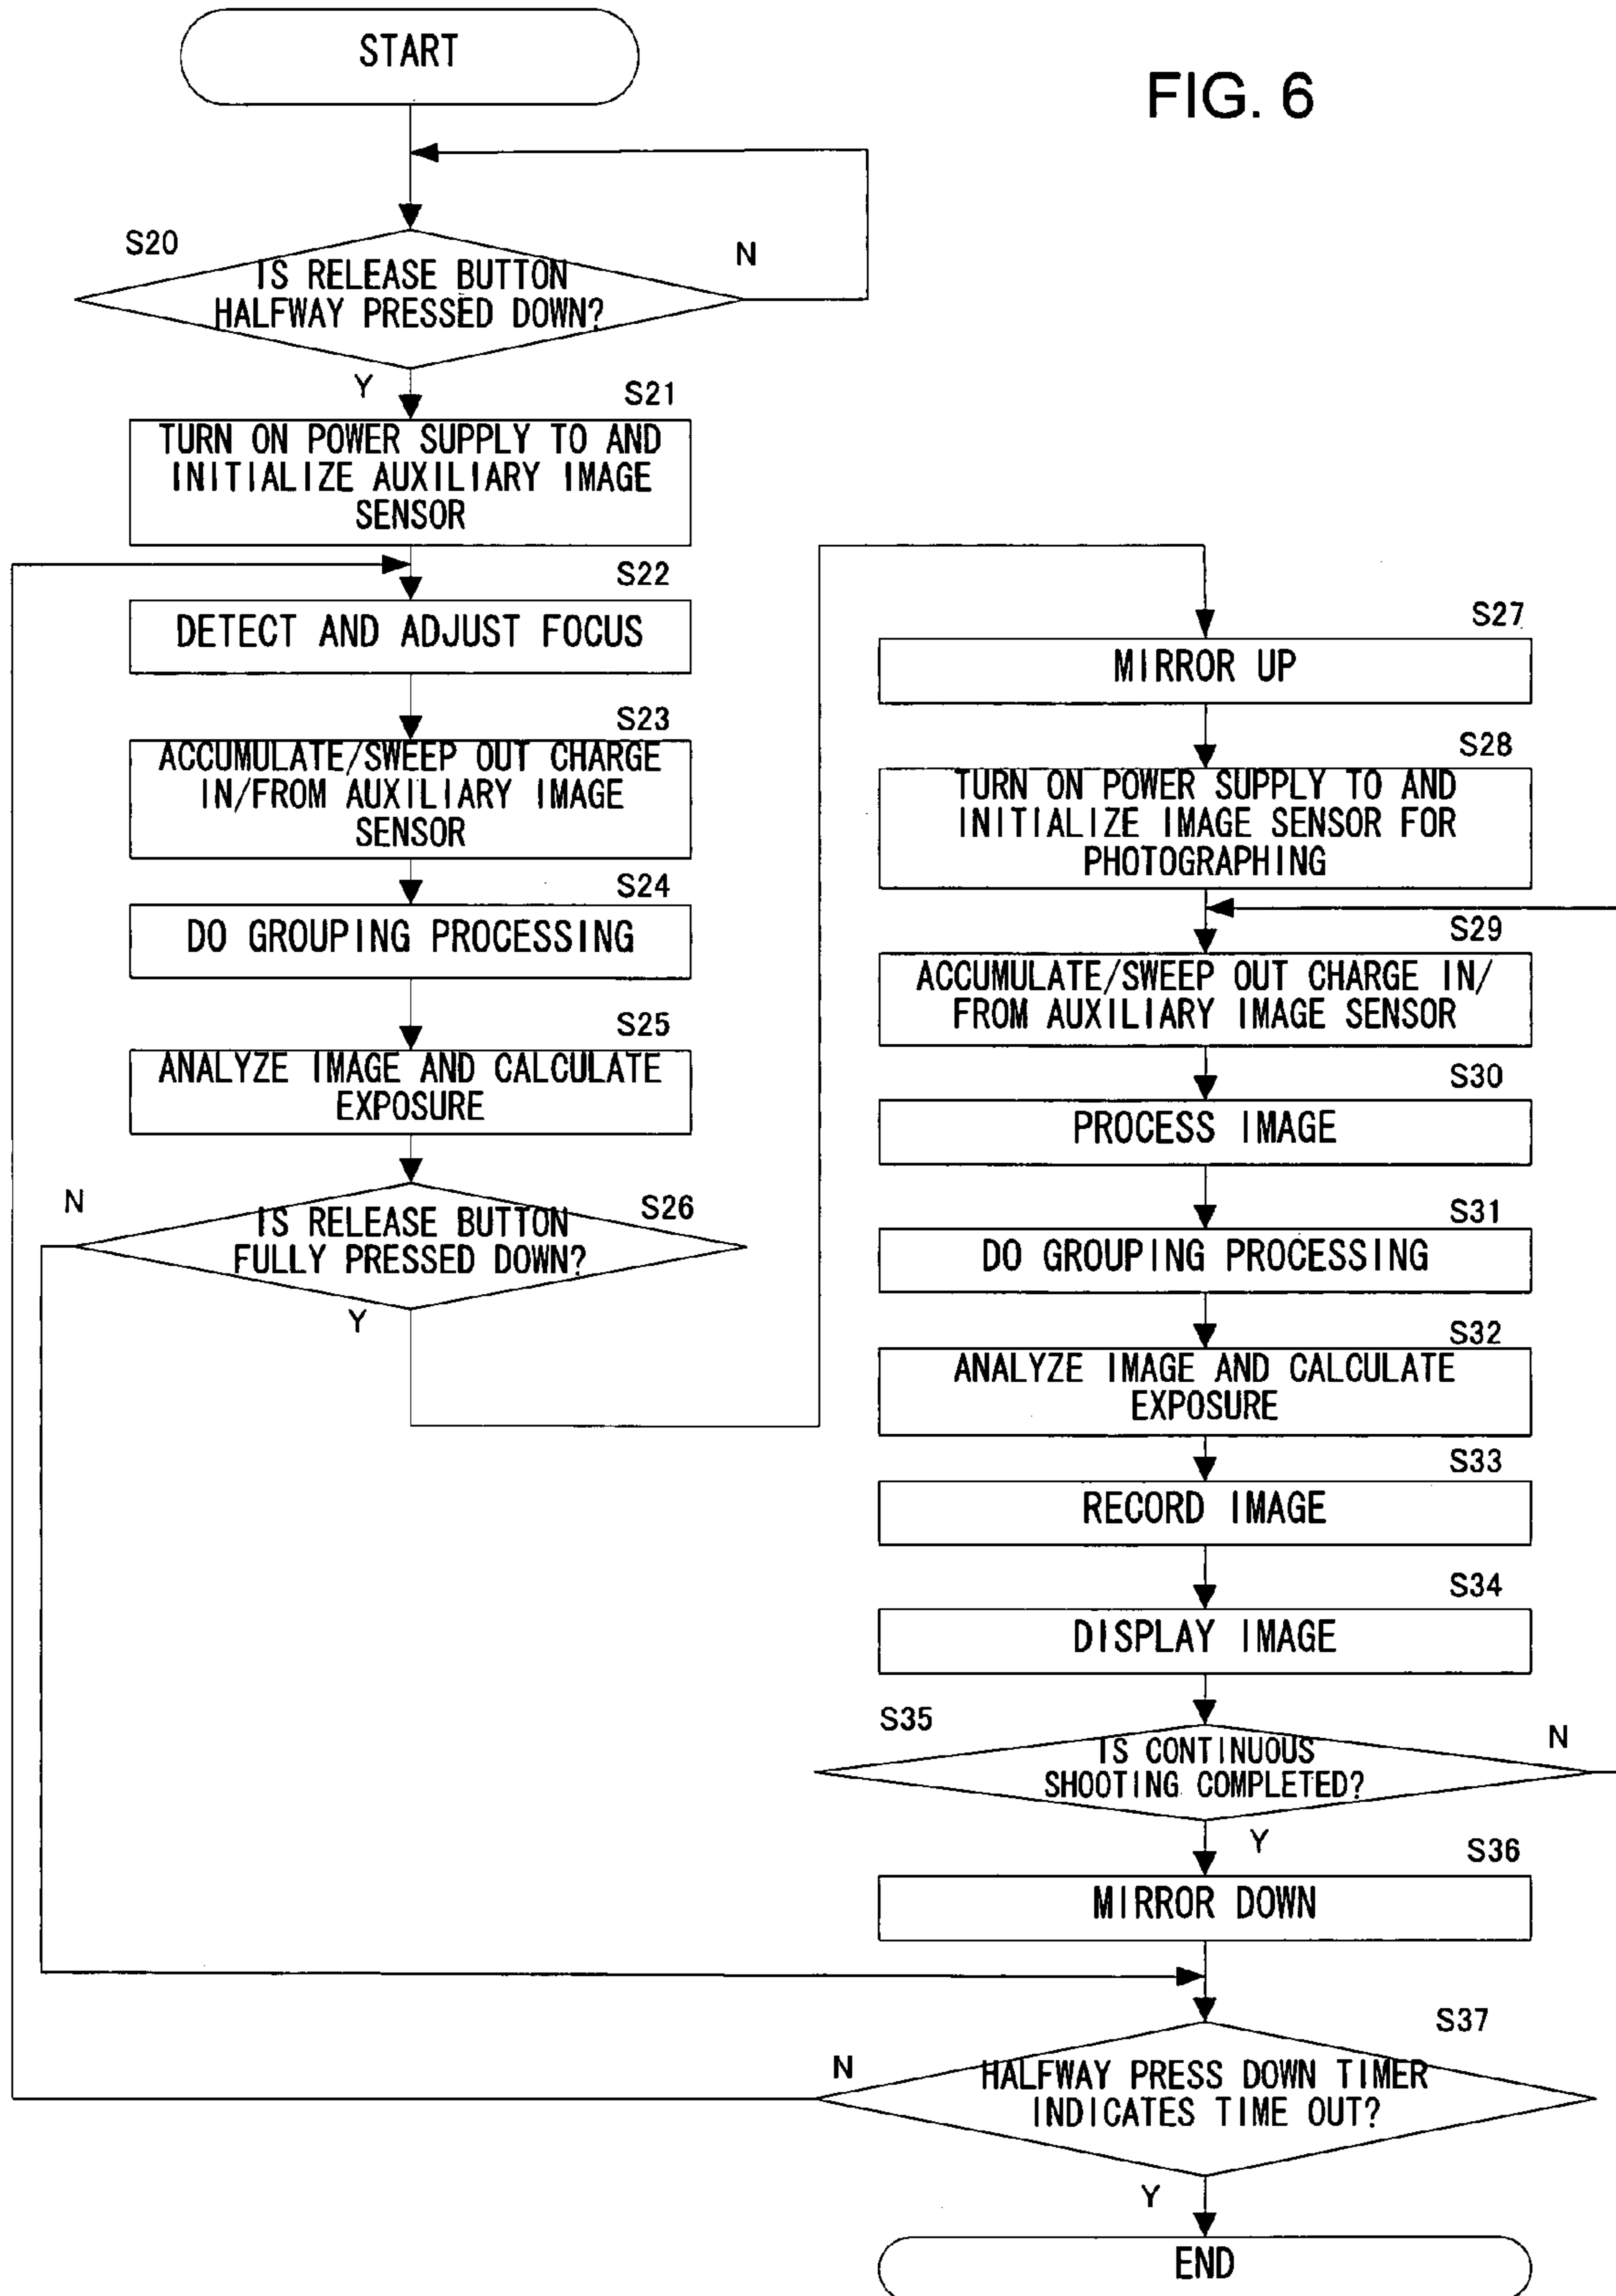 START
FIG. 6
S20
IS RELEASE BUTTON
HALFWAY PRESSED DOWN?
N
Y
S21
TURN ON POWER SUPPLY TO AND
INITIALIZE AUXILIARY IMAGE
SENSOR
S22
DETECT AND ADJUST FOCUS
S23
ACCUMULATE/SWEEP OUT CHARGE
IN/FROM AUXILIARY IMAGE
SENSOR
S24
DO GROUPING PROCESSING
S25
ANALYZE IMAGE AND CALCULATE
EXPOSURE
N
S26
IS RELEASE BUTTON
FULLY PRESSED DOWN?
Y
S27
MIRROR UP
S28
TURN ON POWER SUPPLY TO AND
INITIALIZE IMAGE SENSOR FOR
PHOTOGRAPHING
S29
ACCUMULATE/SWEEP OUT CHARGE IN/
FROM AUXILIARY IMAGE SENSOR
S30
PROCESS IMAGE
S31
DO GROUPING PROCESSING
S32
ANALYZE IMAGE AND CALCULATE
EXPOSURE
S33
RECORD IMAGE
S34
DISPLAY IMAGE
S35
IS CONTINUOUS
SHOOTING COMPLETED?
N
Y
S36
MIRROR DOWN
S37
N
HALFWAY PRESS DOWN TIMER
INDICATES TIME OUT?
Y
END